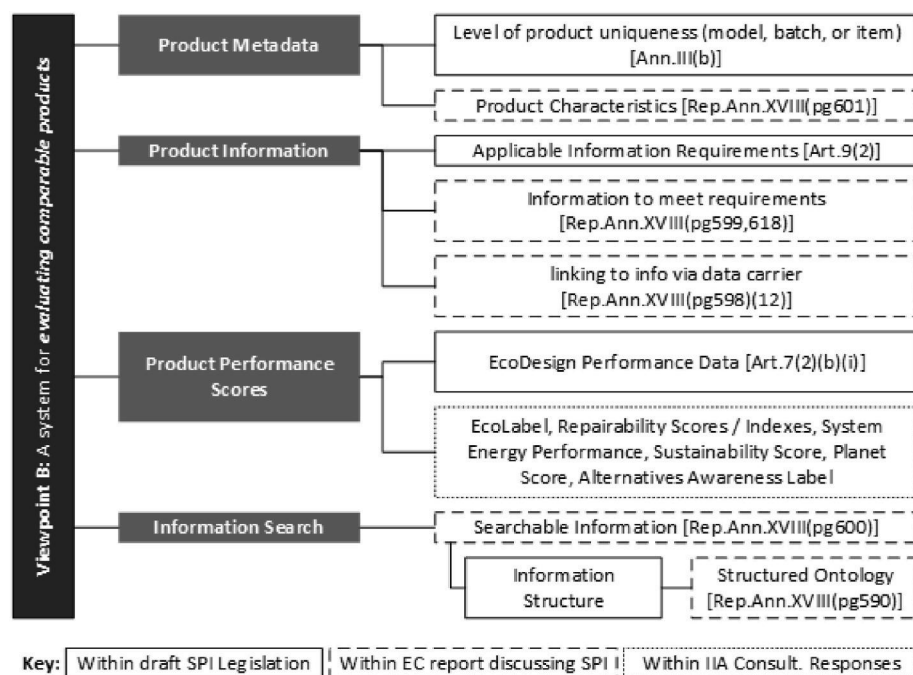 Viewpoint B: A system for evaluating comparable products
Product Metadata
Level of product uniqueness (model, batch, or item)
[Ann.III(b)]
Product Characteristics [Rep.Ann.XVIII(pg601)]
Product Information
Applicable Information Requirements [Art.9(2)]
Information to meet requirements
[Rep.Ann.XVIII(pg599,618)]
linking to info via data carrier
[Rep.Ann.XVIII(pg598)(12)]
Product Performance
Scores
EcoDesign Performance Data [Art.7(2)(b)(i)]
EcoLabel, Repairability Scores / Indexes, System
Energy Performance, Sustainability Score, Planet
Score, Alternatives Awareness Label
Information Search
Searchable Information [Rep.Ann.XVIII(pg600)]
Information
Structure
Structured Ontology
[Rep.Ann.XVIII(pg590)]
Key: Within draft SPI Legislation Within EC report discussing SPI Within IIA Consult. Responses